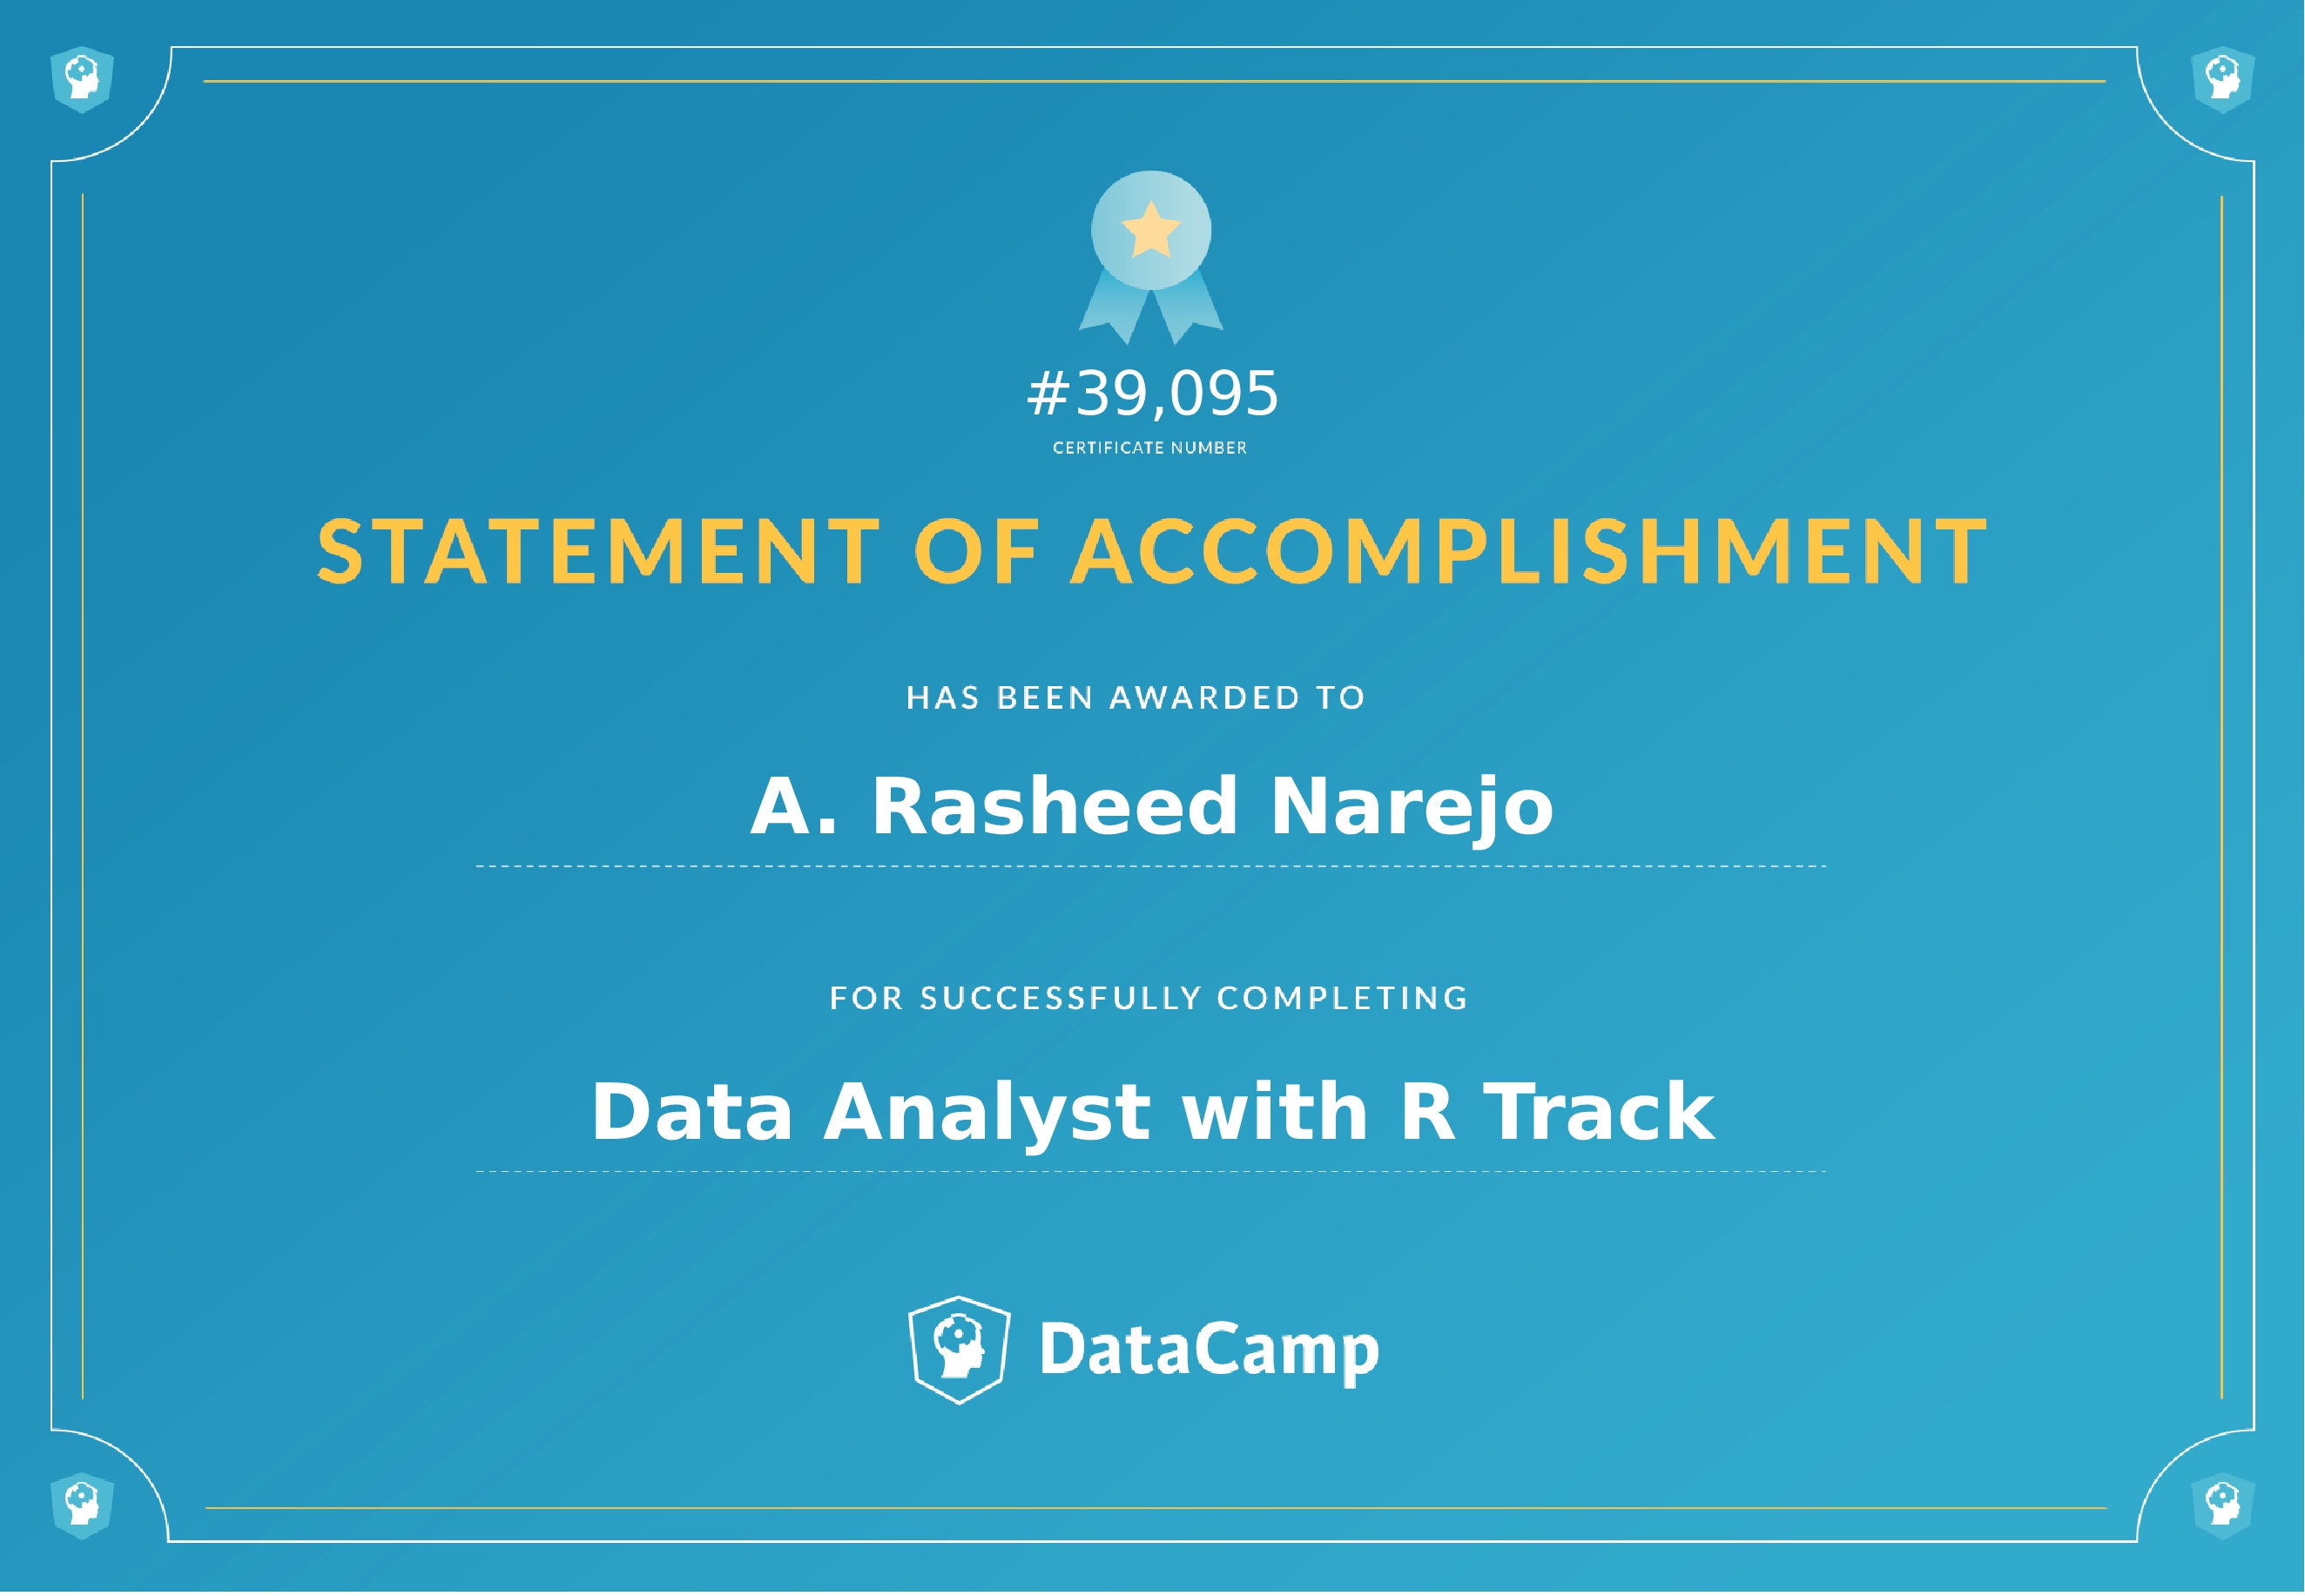 #39,095
CERTIFICATE NUMBER
STATEMENT OF ACCOMPLISHMENT
HAS BEEN AWARDED TO
A. Rasheed Narejo
FOR SUCCESSFULLY COMPLETING
Data Analyst with R Track
DataCamp